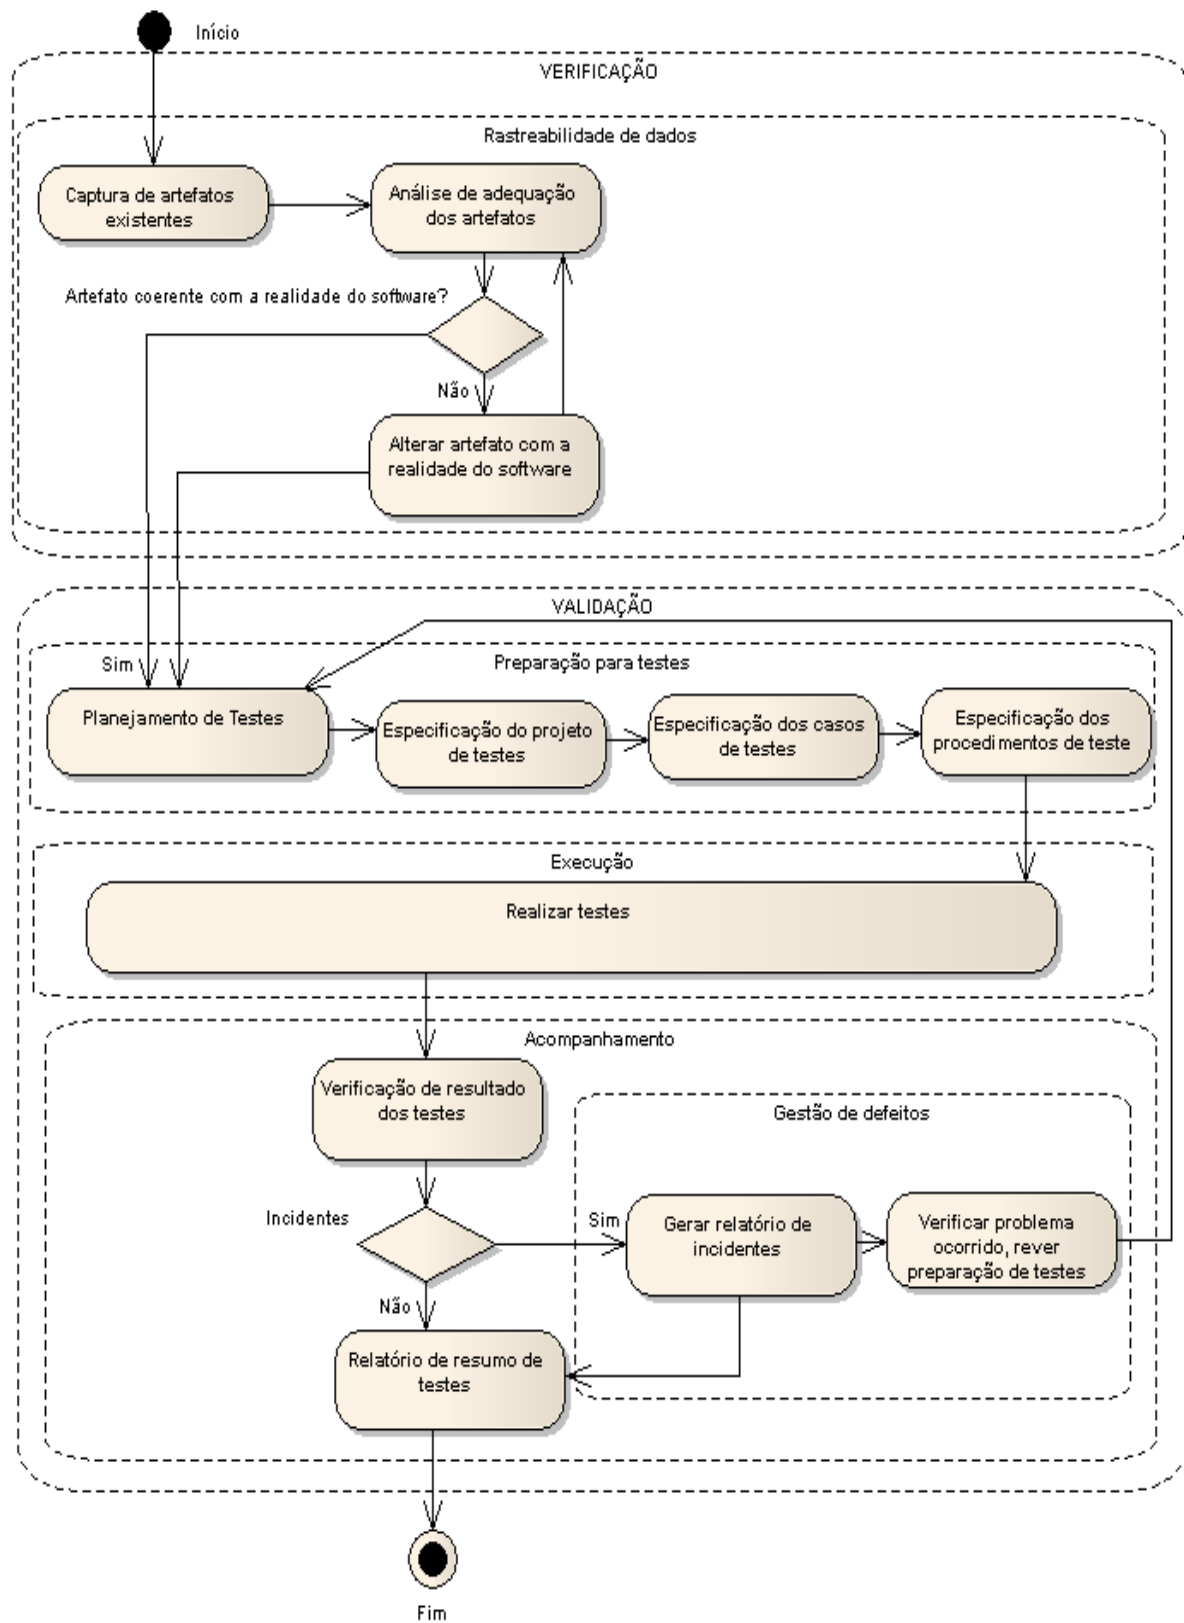 Início
VERIFICAÇÃO
Rastreabilidade de dados
Captura de artefatos
existentes
Análise de adequação
dos artefatos
Artefato coerente com a realidade do software?
Não
Alterar artefato com a
realidade do software
VALIDAÇÃO
Sim
Preparação para testes
Planejamento de Testes
Especificação do projeto
de testes
Especificação dos casos
de testes
Especificação dos
procedimentos de teste
Execução
Realizar testes
Acompanhamento
Verificação de resultado
dos testes
Gestão de defeitos
Incidentes
Sim
Gerar relatório de
incidentes
Verificar problema
ocorrido, rever
preparação de testes
Não
Relatório de resumo de
testes
Fim